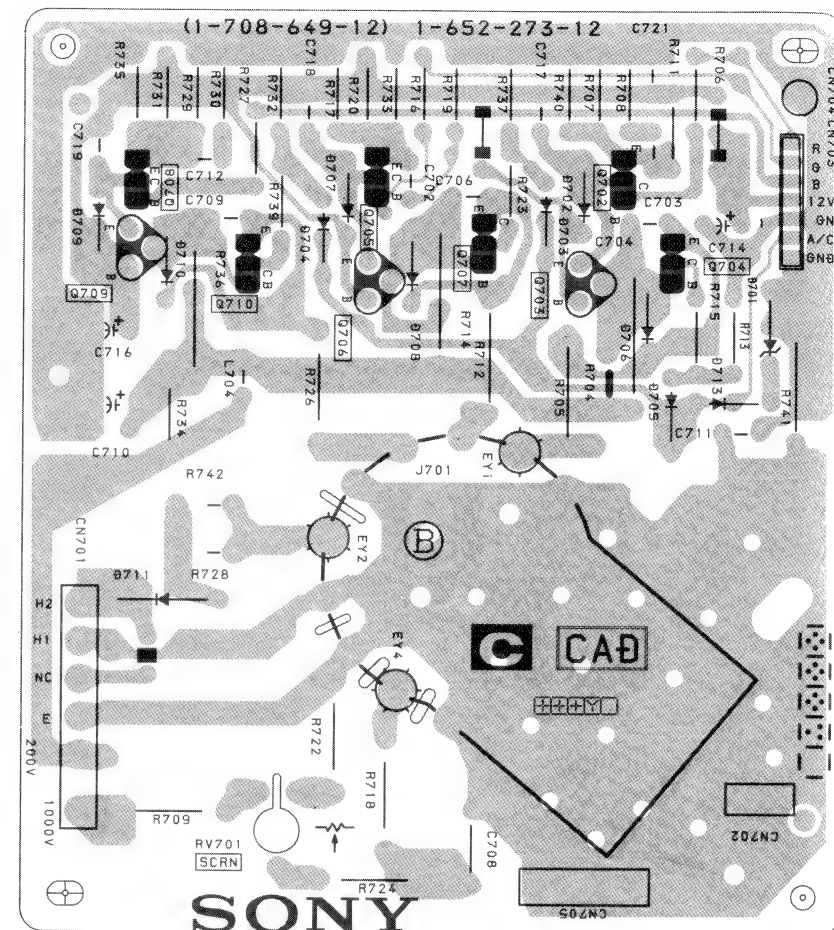 (1-708-649-12) 1-652-273-12
C721
R735
R731
R729
R730
R727
R732
C718
R717
R720
R733
R716
R719
R737
C717
R740
R707
R708
R711
R706
CN703
C719
E
C
B
Q708
C712
C709
D707
E
C
B
C702
C706
R723
D702
Q702
E
C
B
C703
R
G
B
12V
GN
A/C
GND
D709
E
B
D710
R736
R739
E
C
B
D704
Q705
E
B
E
C
B
Q707
D703
E
B
C704
E
C
B
C714
Q704
Q709
Q710
Q706
D708
R714
R712
Q703
D706
R715
D701
R713
C716
L704
R726
R705
R704
D705
D713
R741
C710
R734
C711
R742
J701
EY1
CN701
EY2
B
D711
R728
H2
H1
NC
E
200V
1000V
EY4
C
CAD
+++Y
R722
R718
R709
RV701
SCRN
C708
R724
CN702
CN705
SONY